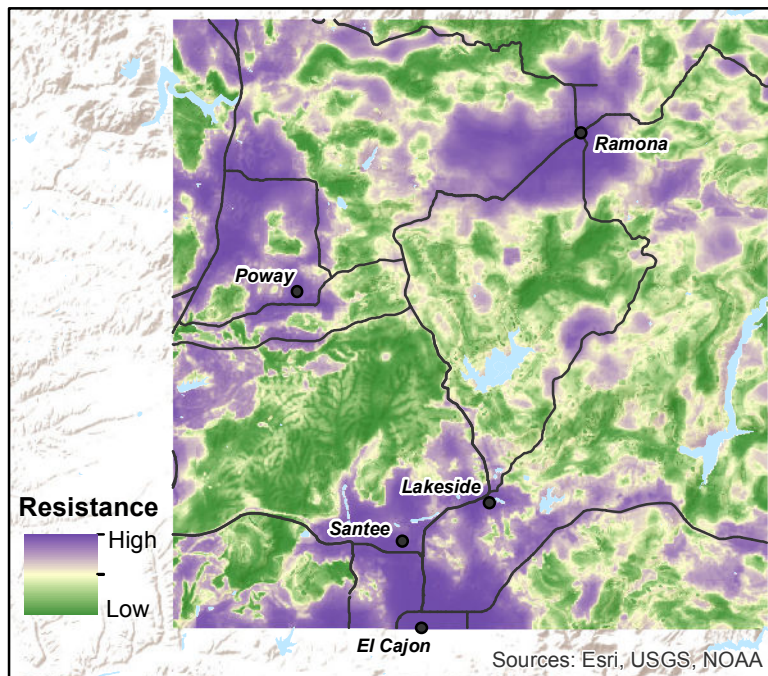 Ramona
Poway
Lakeside
Santee
El Cajon
Resistance
High
Low
Sources: Esri, USGS, NOAA